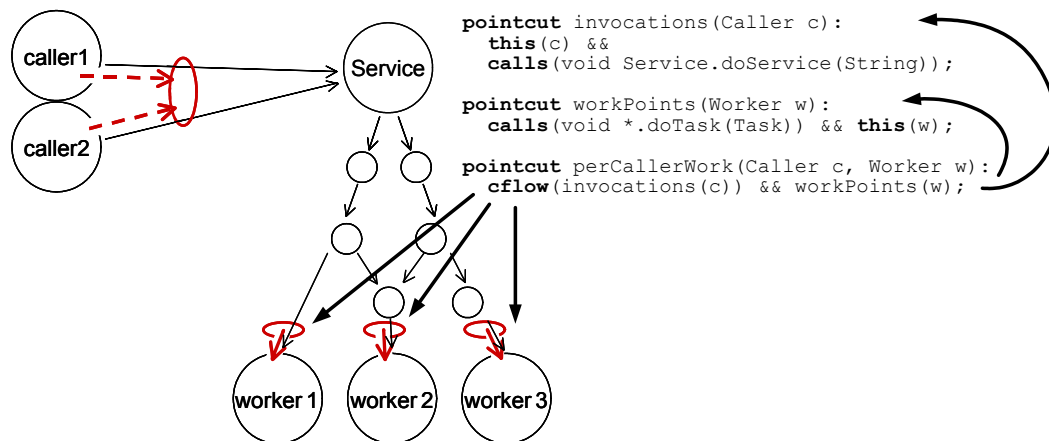 caller1
caller2
Service
pointcut invocations(Caller c):
this(c) &&
calls(void Service.doService(String));
pointcut workPoints(Worker w):
calls(void *.doTask(Task)) && this(w);
pointcut perCallerWork(Caller c, Worker w):
cflow(invocations(c)) && workPoints(w);
worker 1
worker 2
worker 3